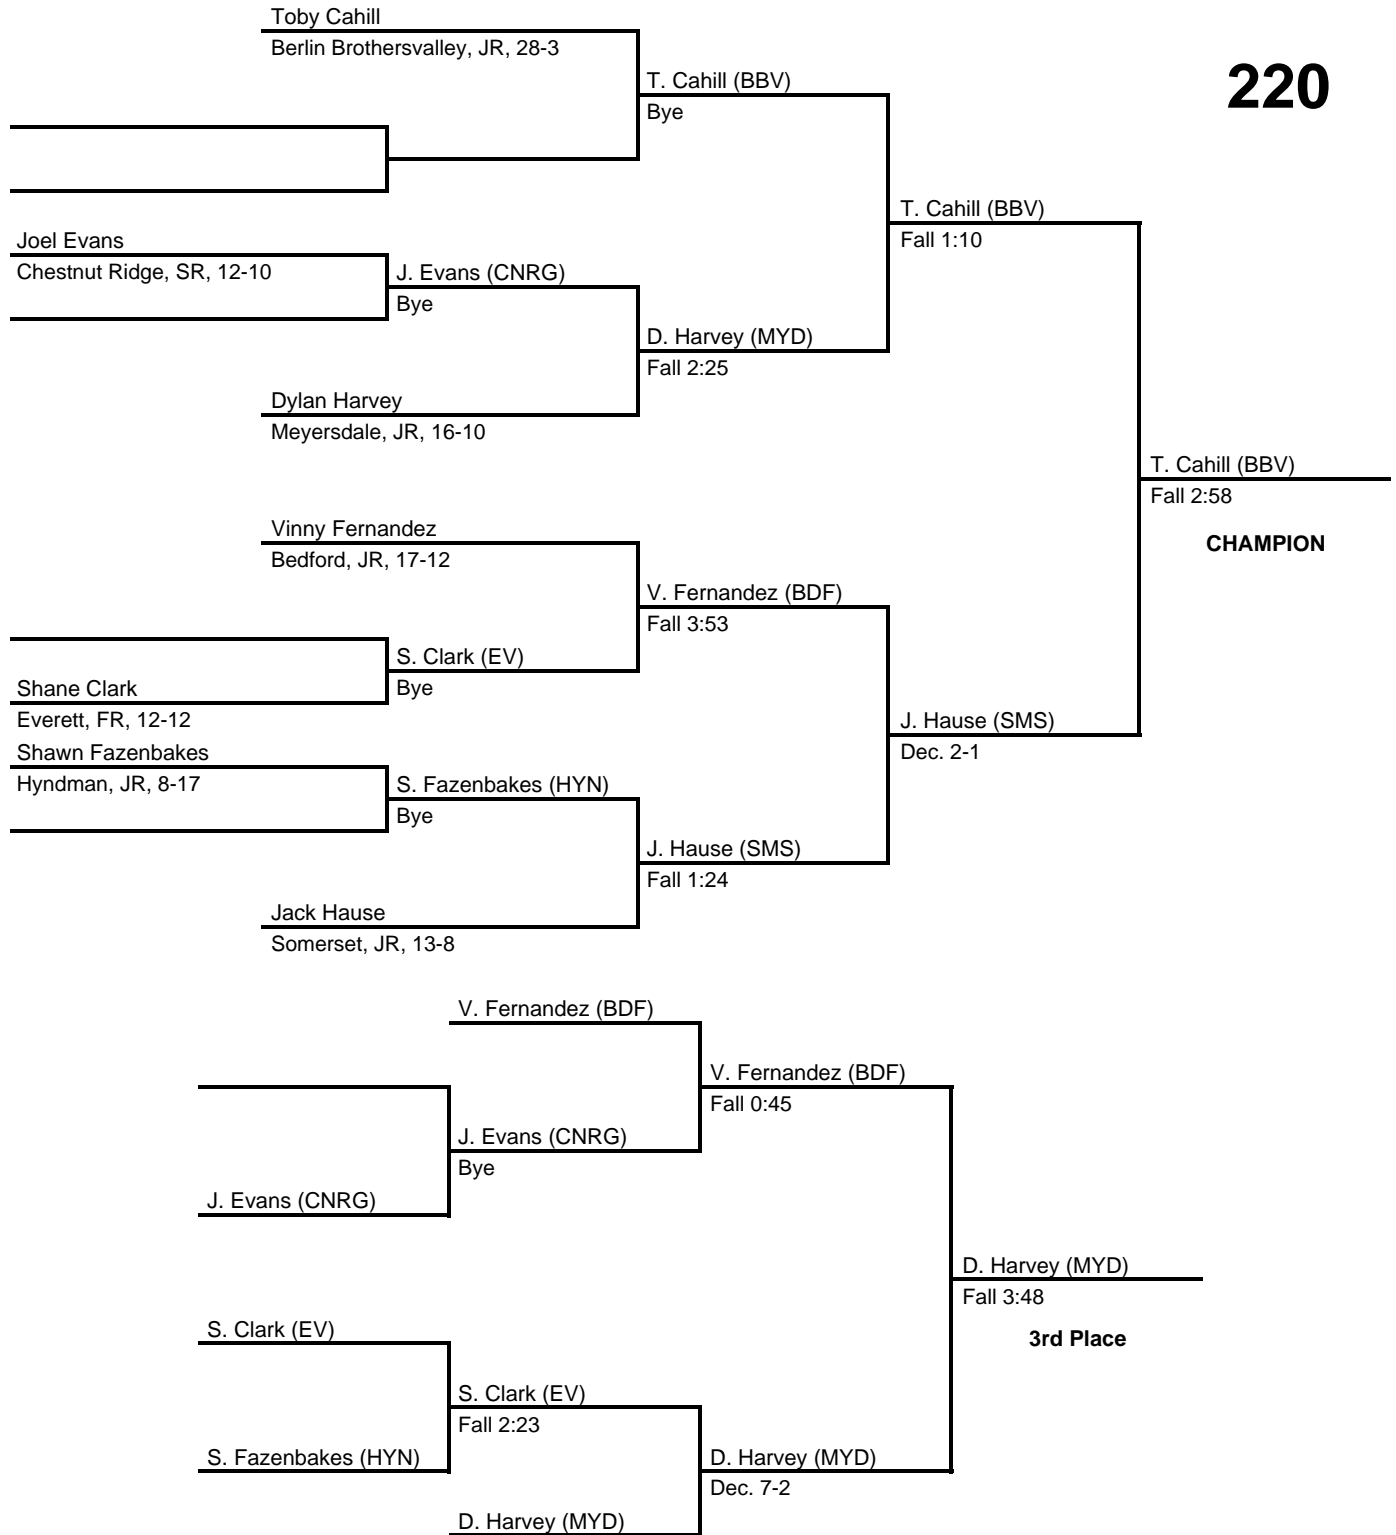 Toby Cahill
Berlin Brothersvalley, JR, 28-3
220
T. Cahill (BBV)
Bye
T. Cahill (BBV)
Fall 1:10
Joel Evans
Chestnut Ridge, SR, 12-10
J. Evans (CNRG)
Bye
D. Harvey (MYD)
Fall 2:25
Dylan Harvey
Meyersdale, JR, 16-10
T. Cahill (BBV)
Fall 2:58
CHAMPION
Vinny Fernandez
Bedford, JR, 17-12
V. Fernandez (BDF)
Fall 3:53
S. Clark (EV)
Bye
Shane Clark
Everett, FR, 12-12
J. Hause (SMS)
Dec. 2-1
Shawn Fazenbakes
Hyndman, JR, 8-17
S. Fazenbakes (HYN)
Bye
J. Hause (SMS)
Fall 1:24
Jack Hause
Somerset, JR, 13-8
V. Fernandez (BDF)
V. Fernandez (BDF)
Fall 0:45
J. Evans (CNRG)
Bye
J. Evans (CNRG)
D. Harvey (MYD)
Fall 3:48
3rd Place
S. Clark (EV)
S. Clark (EV)
Fall 2:23
S. Fazenbakes (HYN)
D. Harvey (MYD)
Dec. 7-2
D. Harvey (MYD)